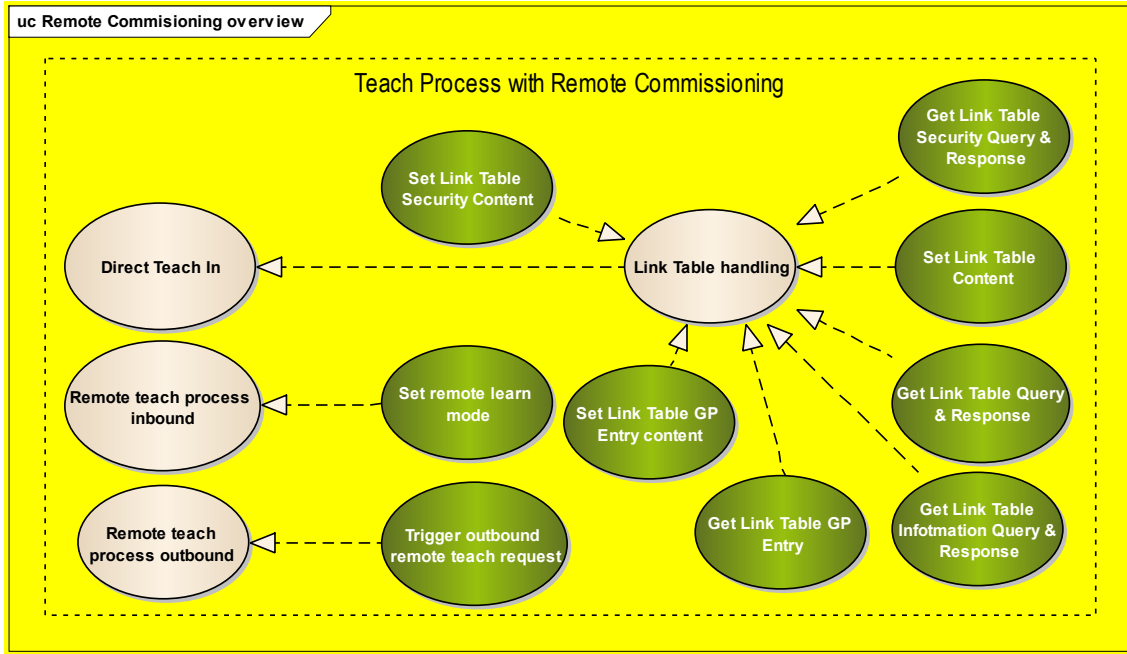 uc Remote Commisioning overview
Teach Process with Remote Commissioning
Get Link Table
Security Query &
Response
Set Link Table
Security Content
Direct Teach In
Link Table handling
Set Link Table
Content
Remote teach process
inbound
Set remote learn
mode
Set Link Table GP
Entry content
Get Link Table Query
& Response
Remote teach
process outbound
Trigger outbound
remote teach request
Get Link Table GP
Entry
Get Link Table
Infotmation Query &
Response